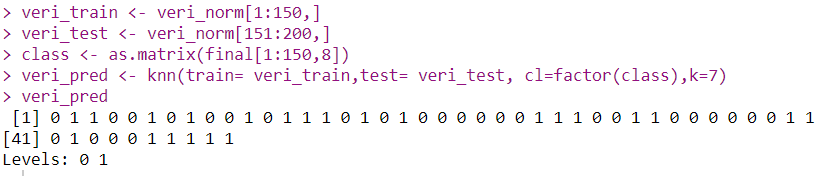 > veri_train <- veri_norm[1:150,]
> veri_test <- veri_norm[151:200,]
> class <- as.matrix(final[1:150,8])
> veri_pred <- knn(train= veri_train,test= veri_test, cl=factor(class),k=7)
> veri_pred
[1] 0 1 1 0 0 1 0 1 0 0 1 0 1 1 1 0 1 0 1 0 0 0 0 0 0 1 1 1 0 0 1 1 0 0 0 0 0 0 1 1
[41] 0 1 0 0 0 1 1 1 1 1
Levels: 0 1